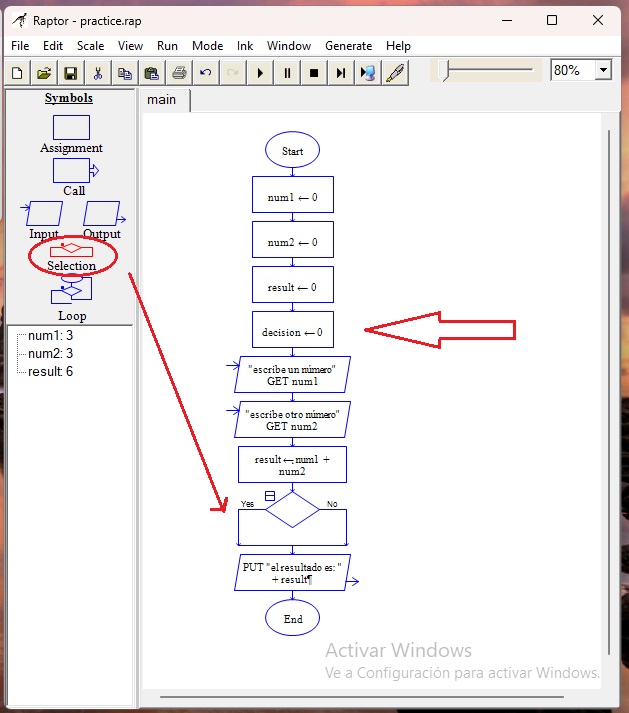 Raptor - practice.rap
File Edit Scale View Run Mode Ink Window Generate Help
80%
Symbols
Assignment
Call
Input Output
Selection
Loop
num1: 3
num2: 3
result: 6
main
Start
num1 ← 0
num2 ← 0
result ← 0
decision ← 0
"escribe un número"
GET num1
"escribe otro número"
GET num2
result ← num1 +
num2
Yes No
PUT "el resultado es: "
+ result¶
End
Activar Windows
Ve a Configuración para activar Windows.